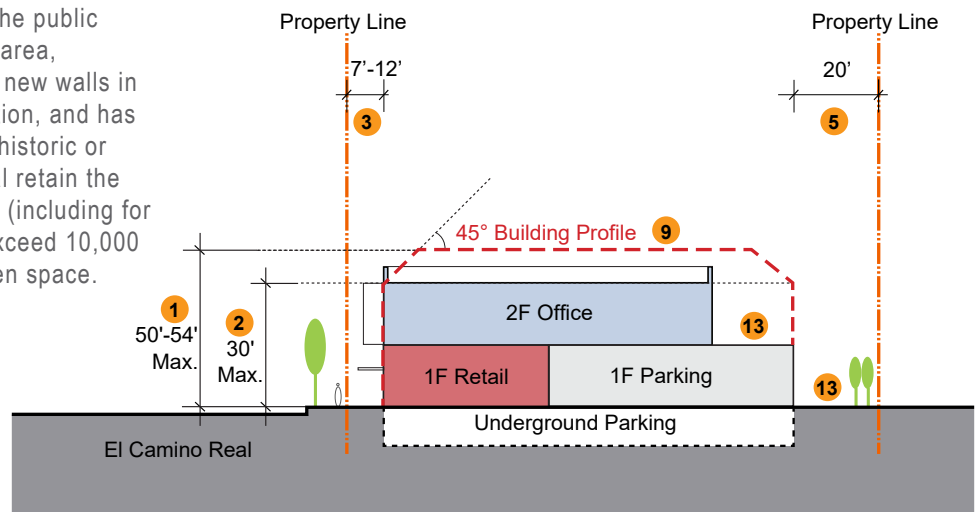 he public
area,
new walls in
tion, and has
historic or
l retain the
(including for
xceed 10,000
en space.
Property Line
Property Line
7'-12'
20'
3
5
45° Building Profile
9
1
50'-54'
Max.
2
30'
Max.
2F Office
13
1F Retail
1F Parking
13
Underground Parking
El Camino Real